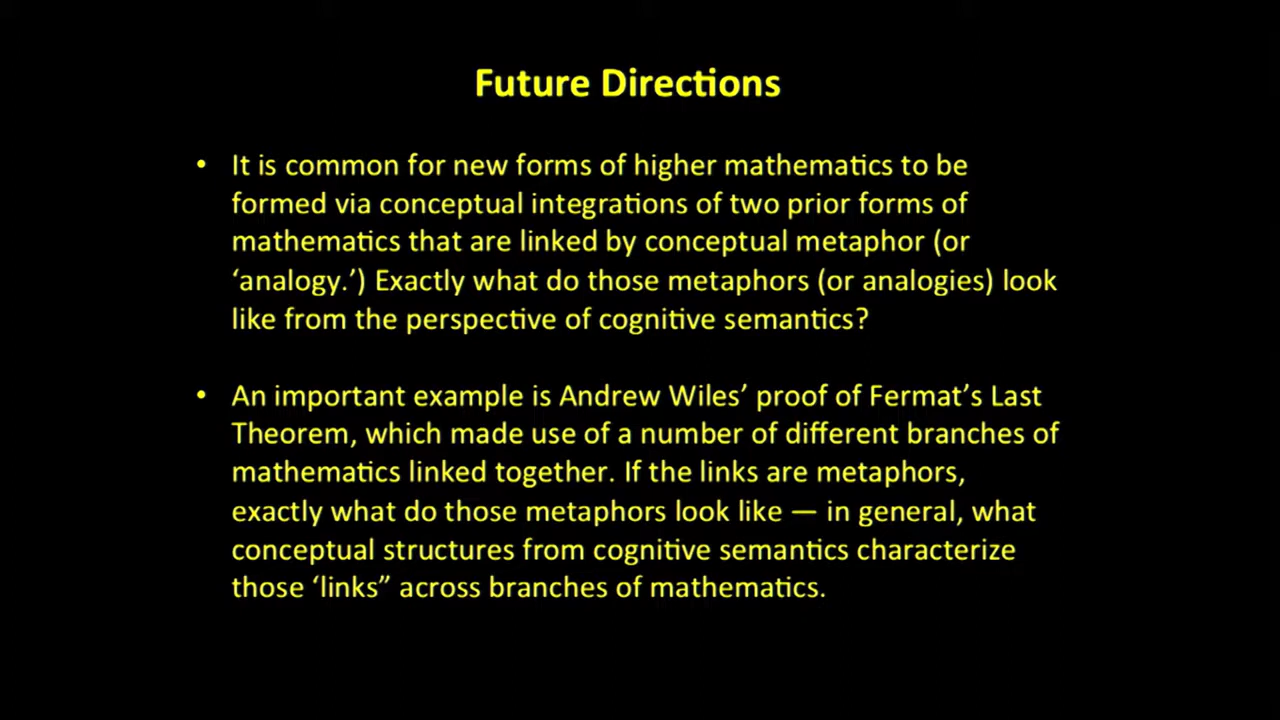 Future Directions
• It is common for new forms of higher mathematics to be
formed via conceptual integrations of two prior forms of
mathematics that are linked by conceptual metaphor (or
‘analogy.’) Exactly what do those metaphors (or analogies) look
like from the perspective of cognitive semantics?
• An important example is Andrew Wiles’ proof of Fermat’s Last
Theorem, which made use of a number of different branches of
mathematics linked together. If the links are metaphors,
exactly what do those metaphors look like — in general, what
conceptual structures from cognitive semantics characterize
those ‘links” across branches of mathematics.